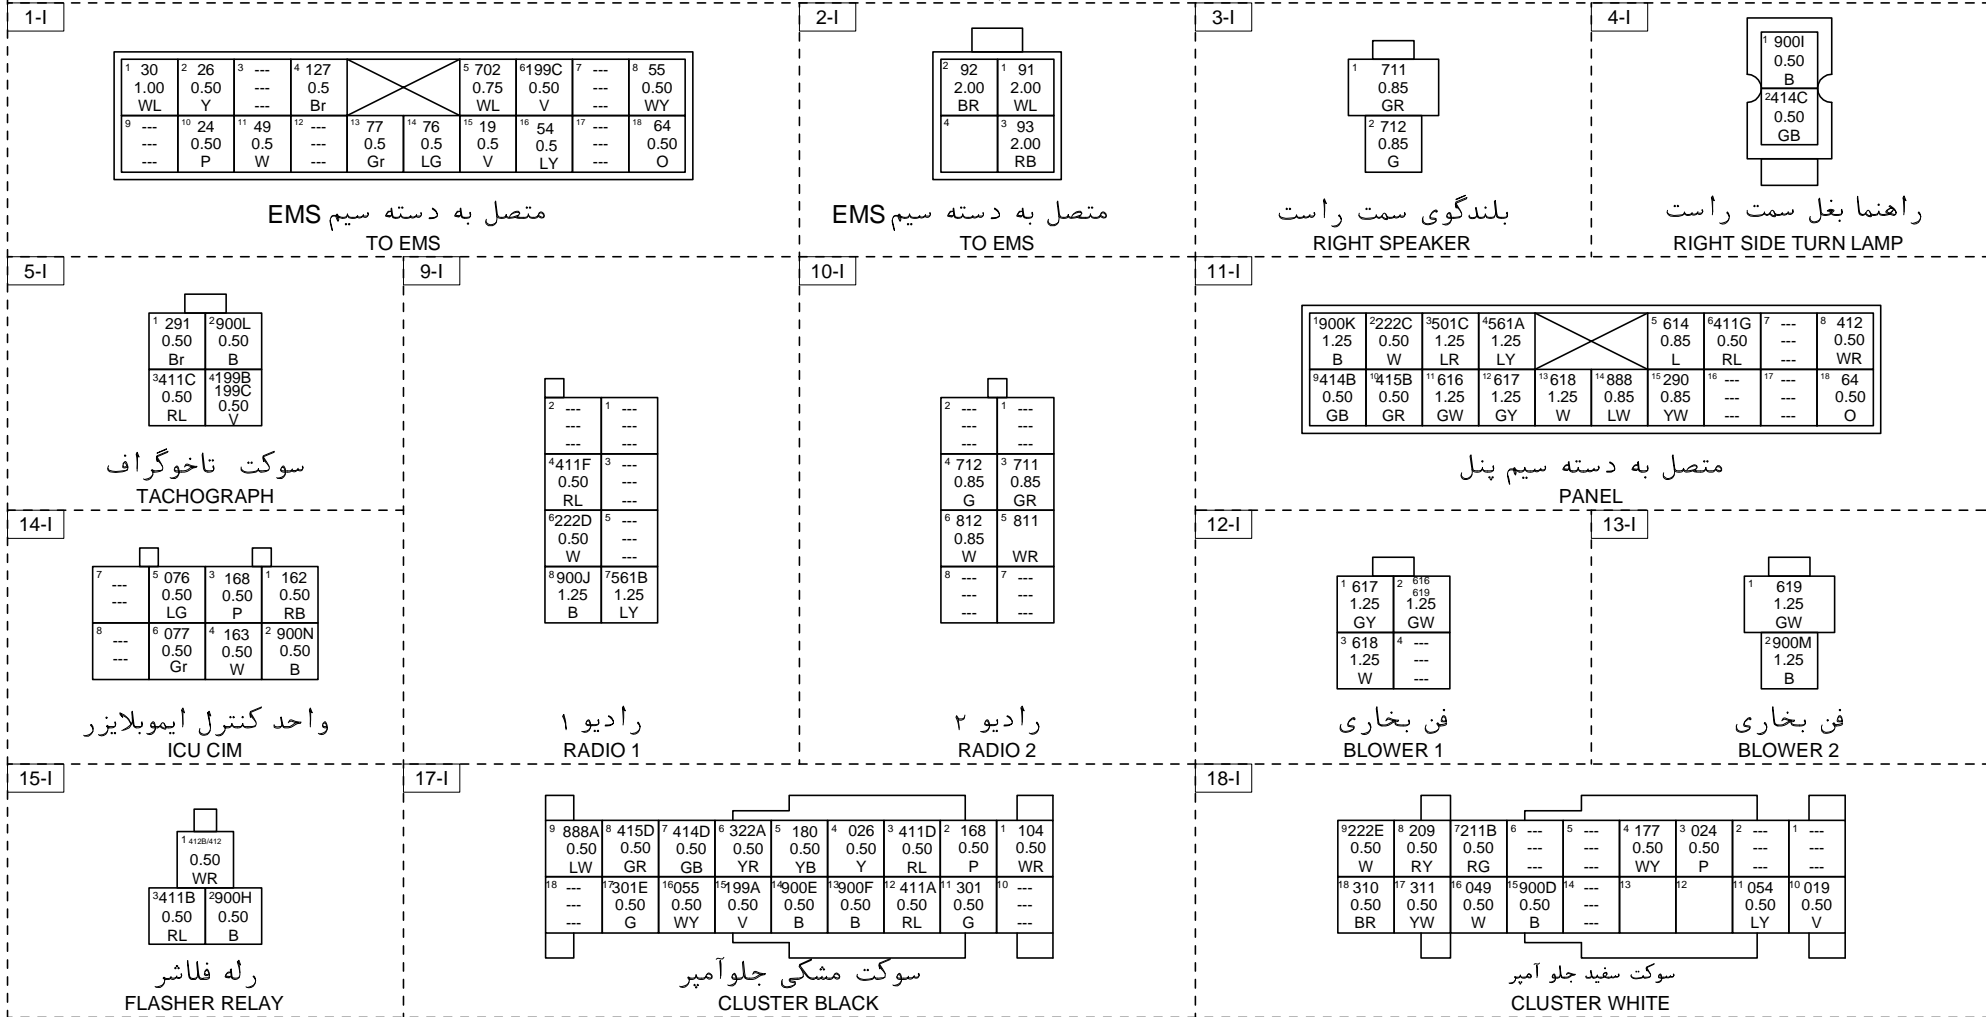 1-I
1 30 2 26 3 --- 4 127 5 702 6 199C 7 --- 8 55
1.00 0.50 --- 0.5 0.75 0.50 --- 0.50
WL Y --- Br WL V --- WY
9 --- 10 24 11 49 12 --- 13 77 14 76 15 19 16 54 17 --- 18 64
--- 0.50 0.5 --- 0.5 0.5 0.5 0.5 --- 0.50
--- P W --- Gr LG V LY --- O
متصل به دسته سیم EMS
TO EMS
2-I
2 92 1 91
2.00 2.00
BR WL
4 3 93
2.00
RB
متصل به دسته سیم EMS
TO EMS
3-I
1 711
0.85
GR
2 712
0.85
G
بلندگوی سمت راست
RIGHT SPEAKER
4-I
1 900I
0.50
B
2 414C
0.50
GB
راهنما بغل سمت راست
RIGHT SIDE TURN LAMP
5-I
1 291 2 900L
0.50 0.50
Br B
3 411C 4 199B
199C
0.50 0.50
RL V
سوکت تاخوگراف
TACHOGRAPH
9-I
2 --- 1 ---
--- ---
--- ---
4 411F 3 ---
0.50 ---
RL ---
6 222D 5 ---
0.50 ---
W ---
8 900J 7 561B
1.25 1.25
B LY
رادیو ۱
RADIO 1
10-I
2 --- 1 ---
--- ---
--- ---
4 712 3 711
0.85 0.85
G GR
6 812 5 811
0.85
W WR
8 --- 7 ---
--- ---
--- ---
رادیو ۲
RADIO 2
11-I
1 900K 2 222C 3 501C 4 561A 5 614 6 411G 7 --- 8 412
1.25 0.50 1.25 1.25 0.85 0.50 --- 0.50
B W LR LY L RL --- WR
9 414B 10 415B 11 616 12 617 13 618 14 888 15 290 16 --- 17 --- 18 64
0.50 0.50 1.25 1.25 1.25 0.85 0.85 --- --- 0.50
GB GR GW GY W LW YW --- --- O
متصل به دسته سیم پنل
PANEL
14-I
7 --- 5 076 3 168 1 162
--- 0.50 0.50 0.50
LG P RB
8 --- 6 077 4 163 2 900N
--- 0.50 0.50 0.50
Gr W B
واحد کنترل ایموبلایزر
ICU CIM
12-I
1 617 2 616
619
1.25 1.25
GY GW
3 618 4 ---
1.25 ---
W ---
فن بخاری
BLOWER 1
13-I
1 619
1.25
GW
2 900M
1.25
B
فن بخاری
BLOWER 2
15-I
1 412B/412
0.50
WR
3 411B 2 900H
0.50 0.50
RL B
رله فلاشر
FLASHER RELAY
17-I
9 888A 8 415D 7 414D 6 322A 5 180 4 026 3 411D 2 168 1 104
0.50 0.50 0.50 0.50 0.50 0.50 0.50 0.50 0.50
LW GR GB YR YB Y RL P WR
18 --- 17 301E 16 055 15 199A 14 900E 13 900F 12 411A 11 301 10 ---
--- 0.50 0.50 0.50 0.50 0.50 0.50 0.50 ---
--- G WY V B B RL G ---
سوکت مشکی جلوآمپر
CLUSTER BLACK
18-I
9 222E 8 209 7 211B 6 --- 5 --- 4 177 3 024 2 --- 1 ---
0.50 0.50 0.50 --- --- 0.50 0.50 --- ---
W RY RG --- --- WY P --- ---
18 310 17 311 16 049 15 900D 14 --- 13 12 11 054 10 019
0.50 0.50 0.50 0.50 --- 0.50 0.50
BR YW W B --- LY V
سوکت سفید جلو آمپر
CLUSTER WHITE